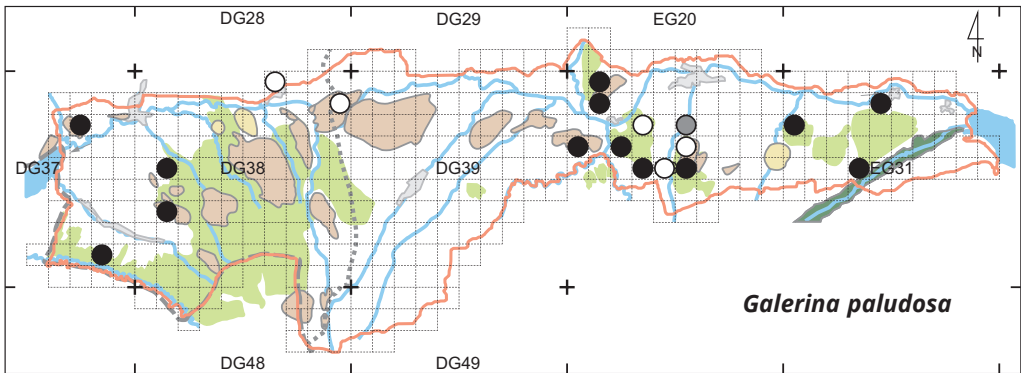 DG28 DG29 EG20
N
DG37 DG38 DG39 EG31
Galerina paludosa
DG48 DG49